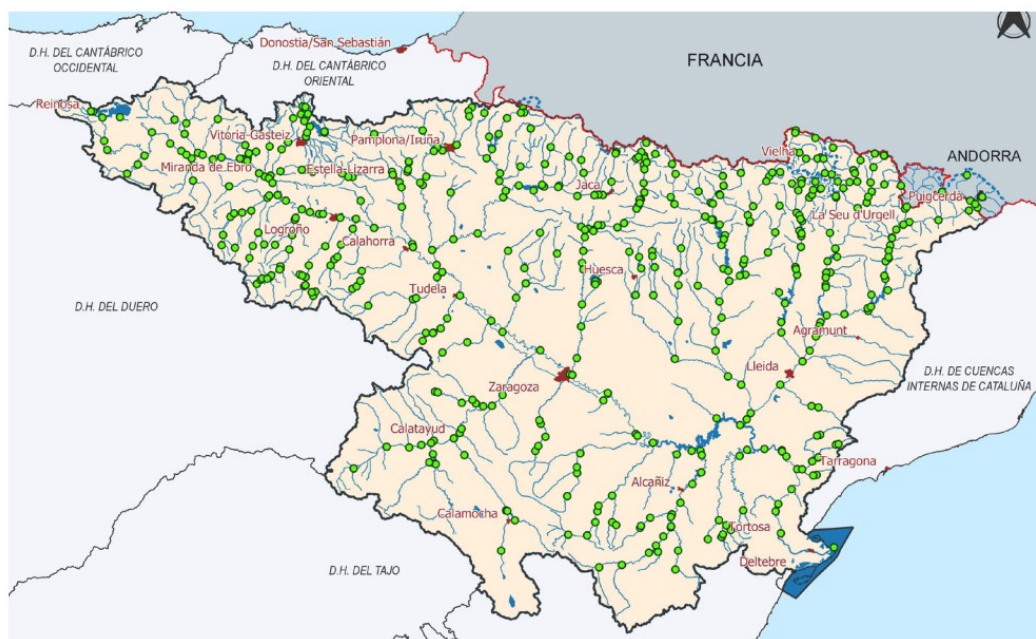 Donostia/San Sebastián
D.H. DEL CANTÁBRICO
OCCIDENTAL
D.H. DEL CANTÁBRICO
ORIENTAL
FRANCIA
Reinosa
Vitoria-Gasteiz
Pamplona/Iruña
Vielha
ANDORRA
Miranda de Ebro
Estella-Lizarra
Jaca
Puigcerdà
La Seu d'Urgell
Logroño
Calahorra
Huesca
Tudela
D.H. DEL DUERO
Agramunt
Lleida
D.H. DE CUENCAS
INTERNAS DE CATALUÑA
Zaragoza
Calatayud
Tarragona
Alcañiz
Calamocha
Tortosa
Deltebre
D.H. DEL TAJO